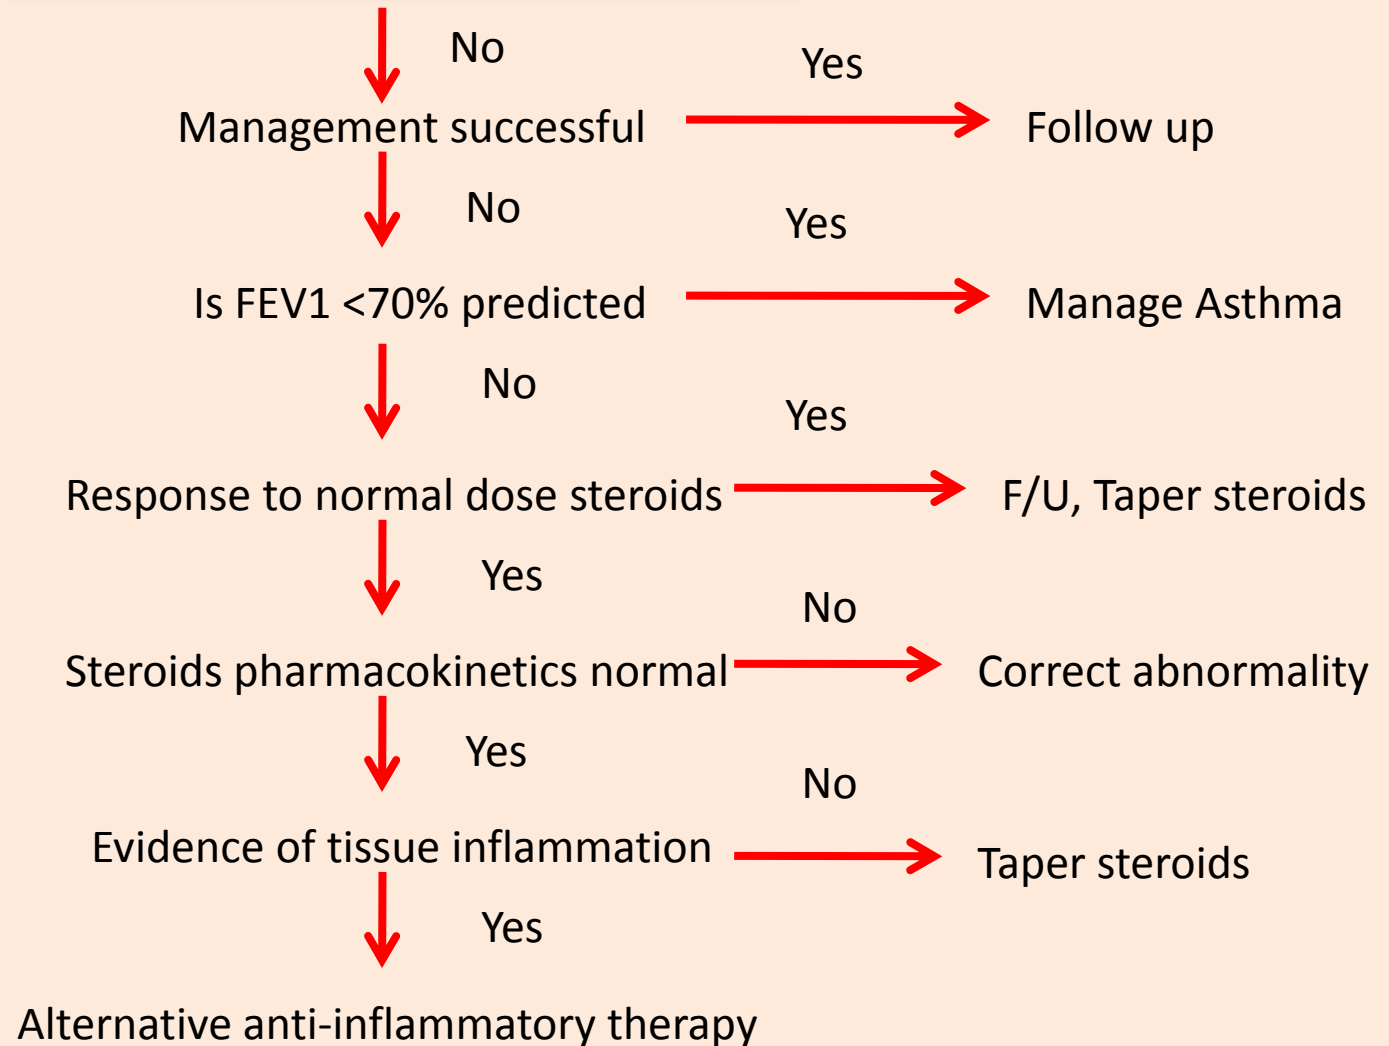 No
Yes
Management successful
Follow up
No
Yes
Is FEV1 <70% predicted
Manage Asthma
No
Yes
Response to normal dose steroids
F/U, Taper steroids
Yes
No
Steroids pharmacokinetics normal
Correct abnormality
Yes
No
Evidence of tissue inflammation
Taper steroids
Yes
Alternative anti-inflammatory therapy